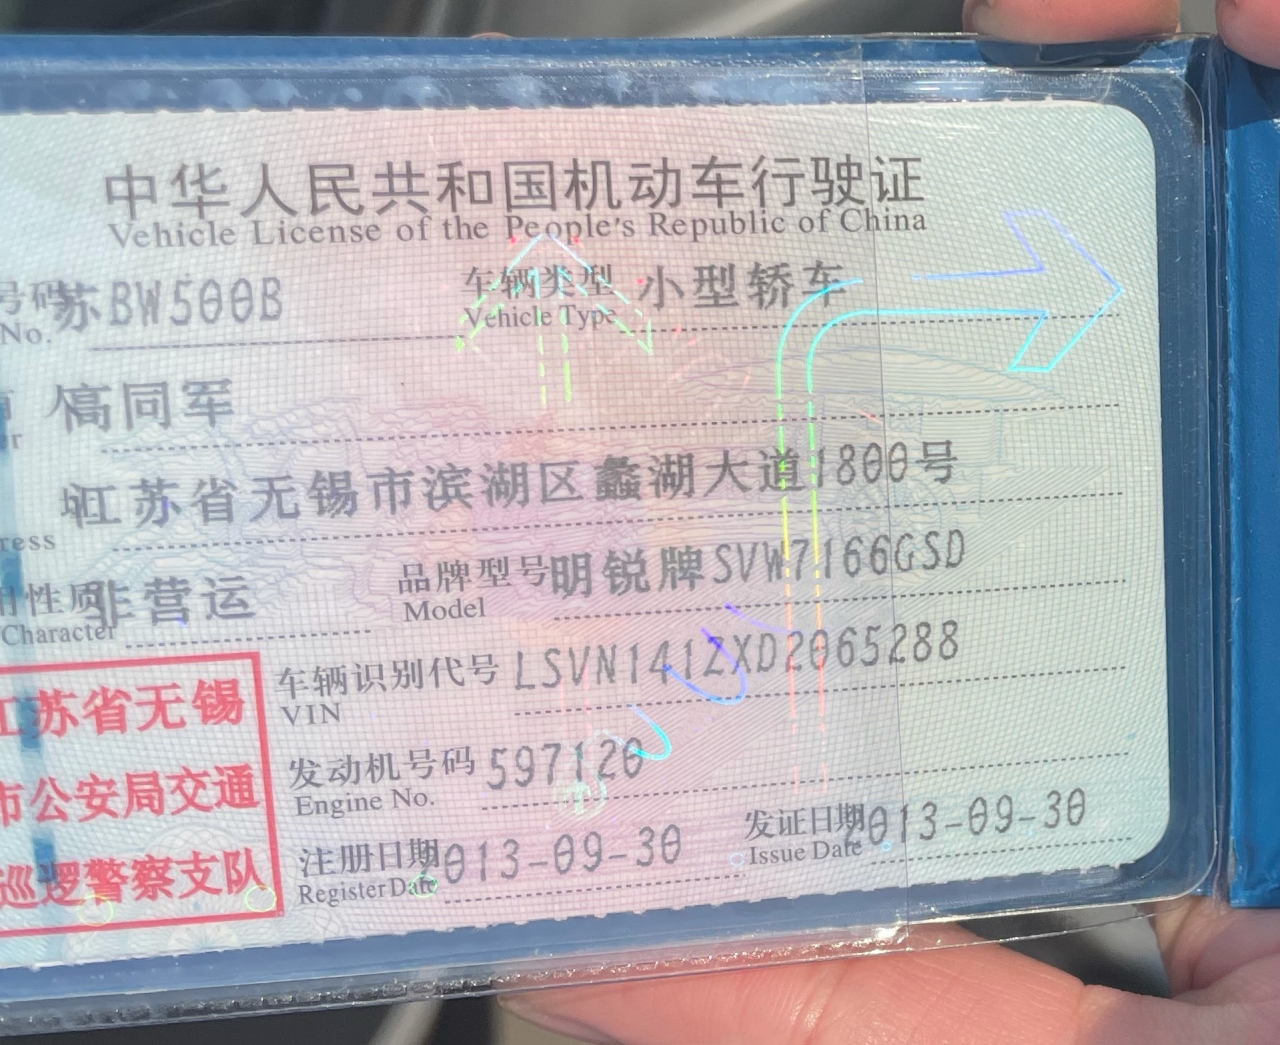 中华人民共和国机动车行驶证
Vehicle License of the People's Republic of China
号码 苏BW500B 车辆类型 小型轿车
No. Vehicle Type
高同军
江苏省无锡市滨湖区蠡湖大道1800号
ress
用性质 非营运 品牌型号 明锐牌SVW7166GSD
Character Model
江苏省无锡
市公安局交通
巡逻警察支队
车辆识别代号 LSVN141ZXD2065288
VIN
发动机号码 597120
Engine No.
注册日期 2013-09-30 发证日期 2013-09-30
Register Date Issue Date